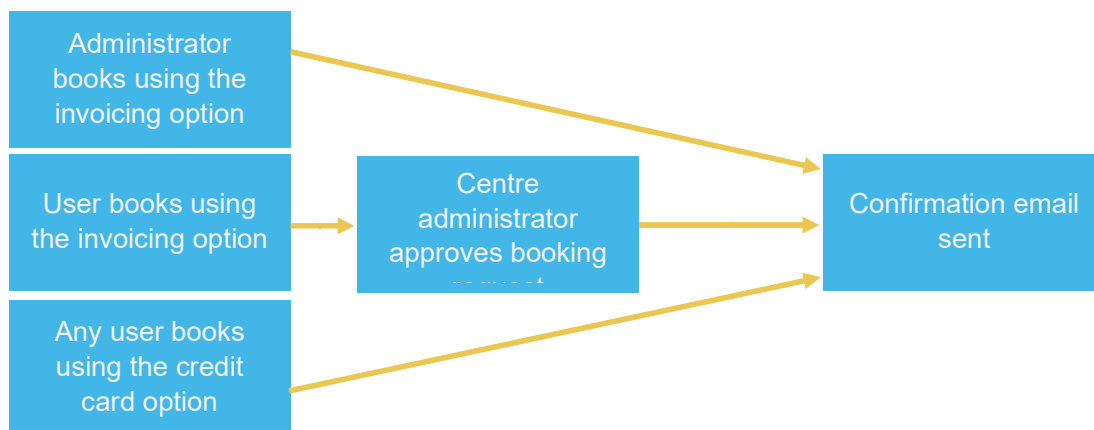 Administrator
books using the
invoicing option
User books using
the invoicing option
Centre
administrator
approves booking
request
Confirmation email
sent
Any user books
using the credit
card option